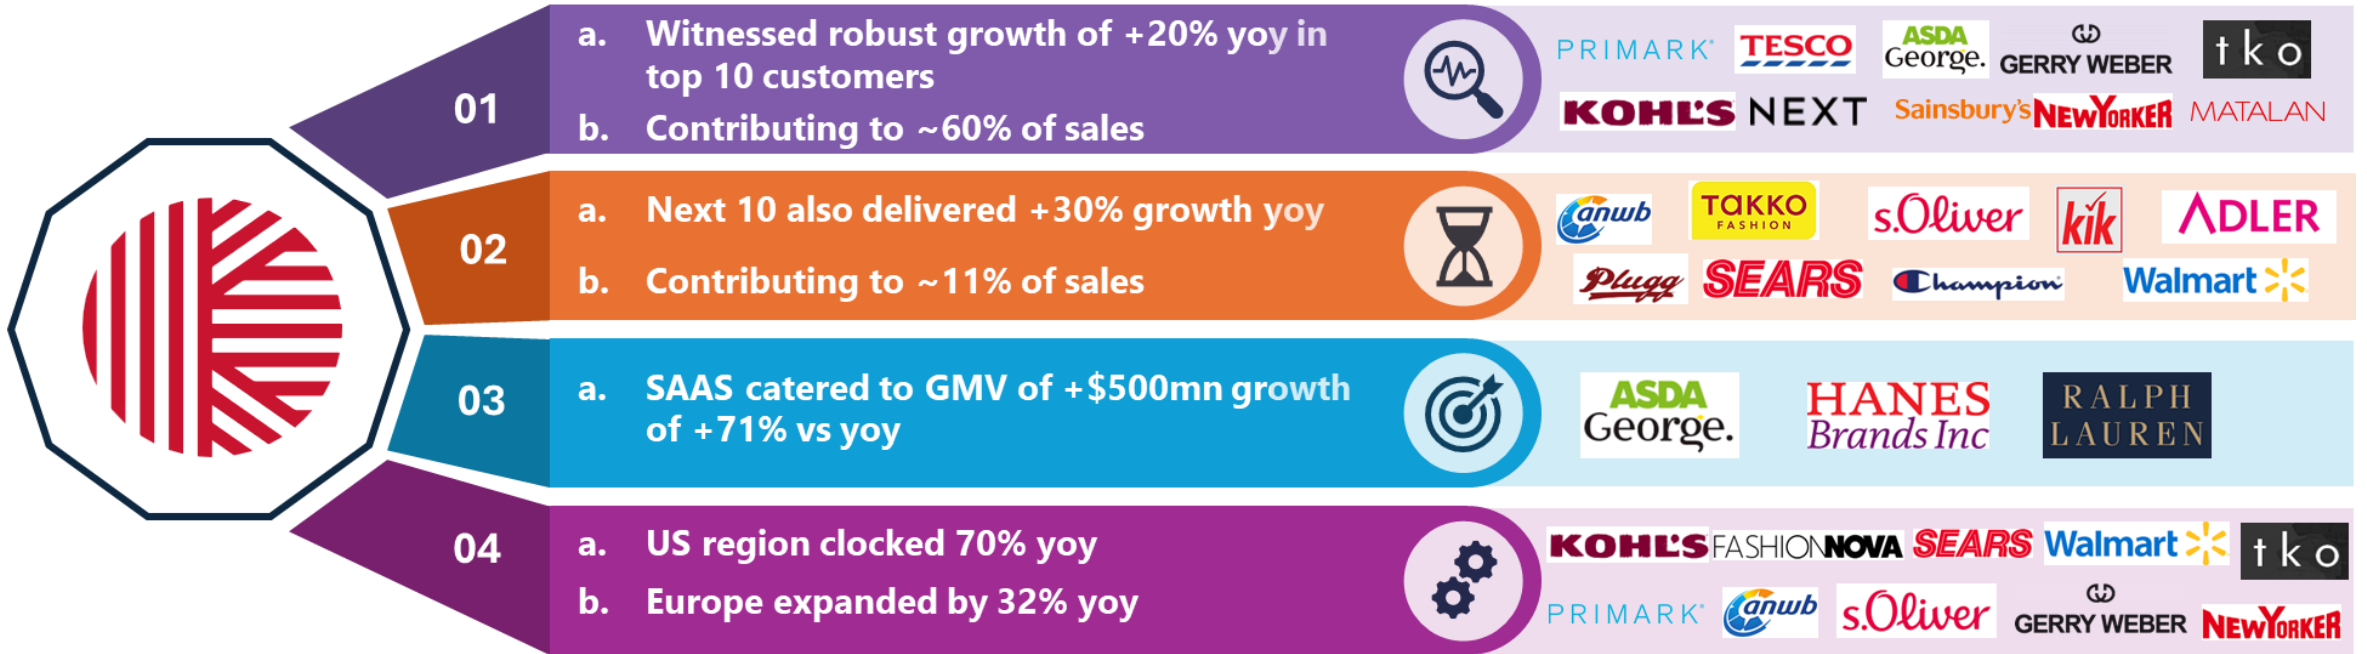 01
a. Witnessed robust growth of +20% yoy in
top 10 customers
b. Contributing to ~60% of sales
PRIMARK® TESCO ASDA George. GERRY WEBER tko
KOHL'S NEXT Sainsbury's NEWYORKER MATALAN
02
a. Next 10 also delivered +30% growth yoy
b. Contributing to ~11% of sales
anwb TAKKO FASHION s.Oliver kik ADLER
Plugg SEARS Champion Walmart
03
a. SAAS catered to GMV of +$500mn growth
of +71% vs yoy
ASDA George. HANES Brands Inc RALPH LAUREN
04
a. US region clocked 70% yoy
b. Europe expanded by 32% yoy
KOHL'S FASHIONNOVA SEARS Walmart tko
PRIMARK® anwb s.Oliver GERRY WEBER NEWYORKER